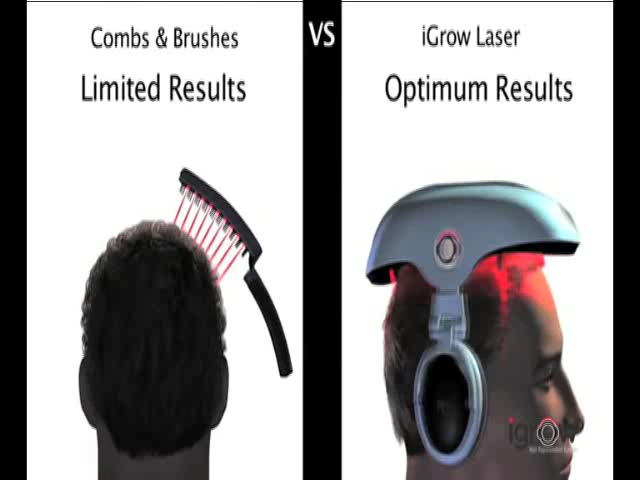 Combs & Brushes
Limited Results
VS
iGrow Laser
Optimum Results
igrow